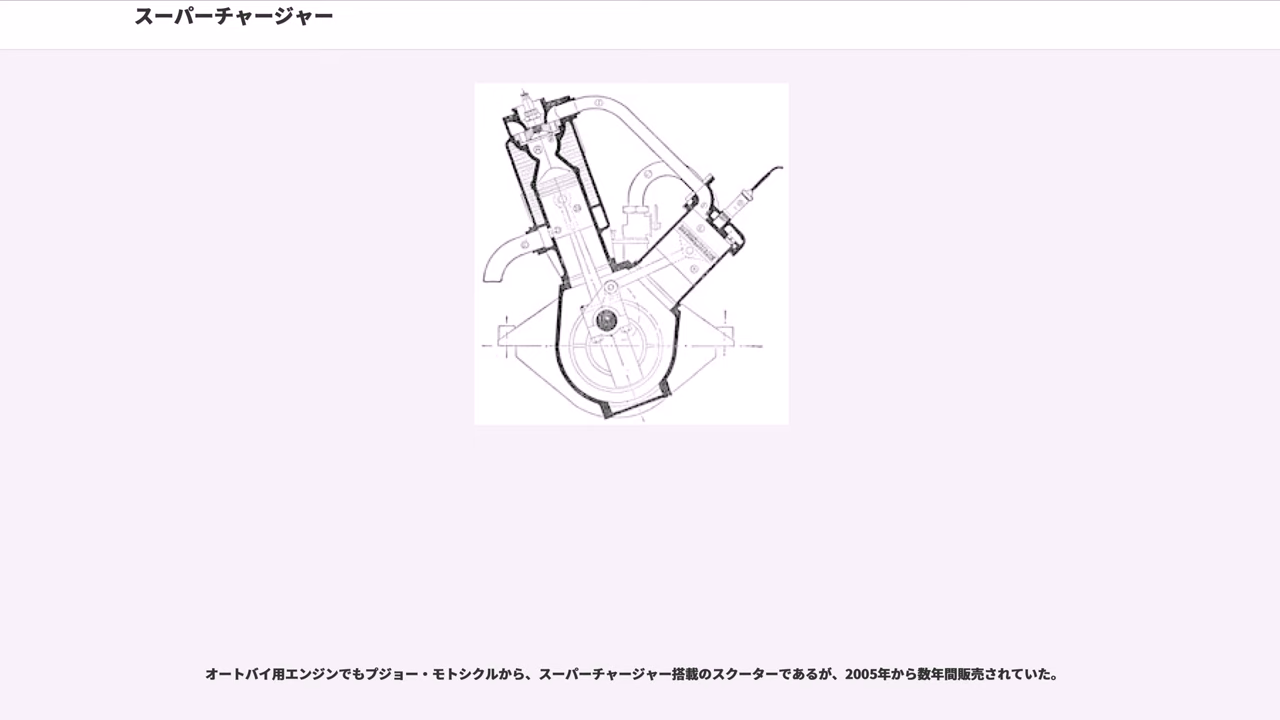 スーパーチャージャー
オートバイ用エンジンでもプジョー・モトシクルから、スーパーチャージャー搭載のスクーターであるが、2005年から数年間販売されていた。